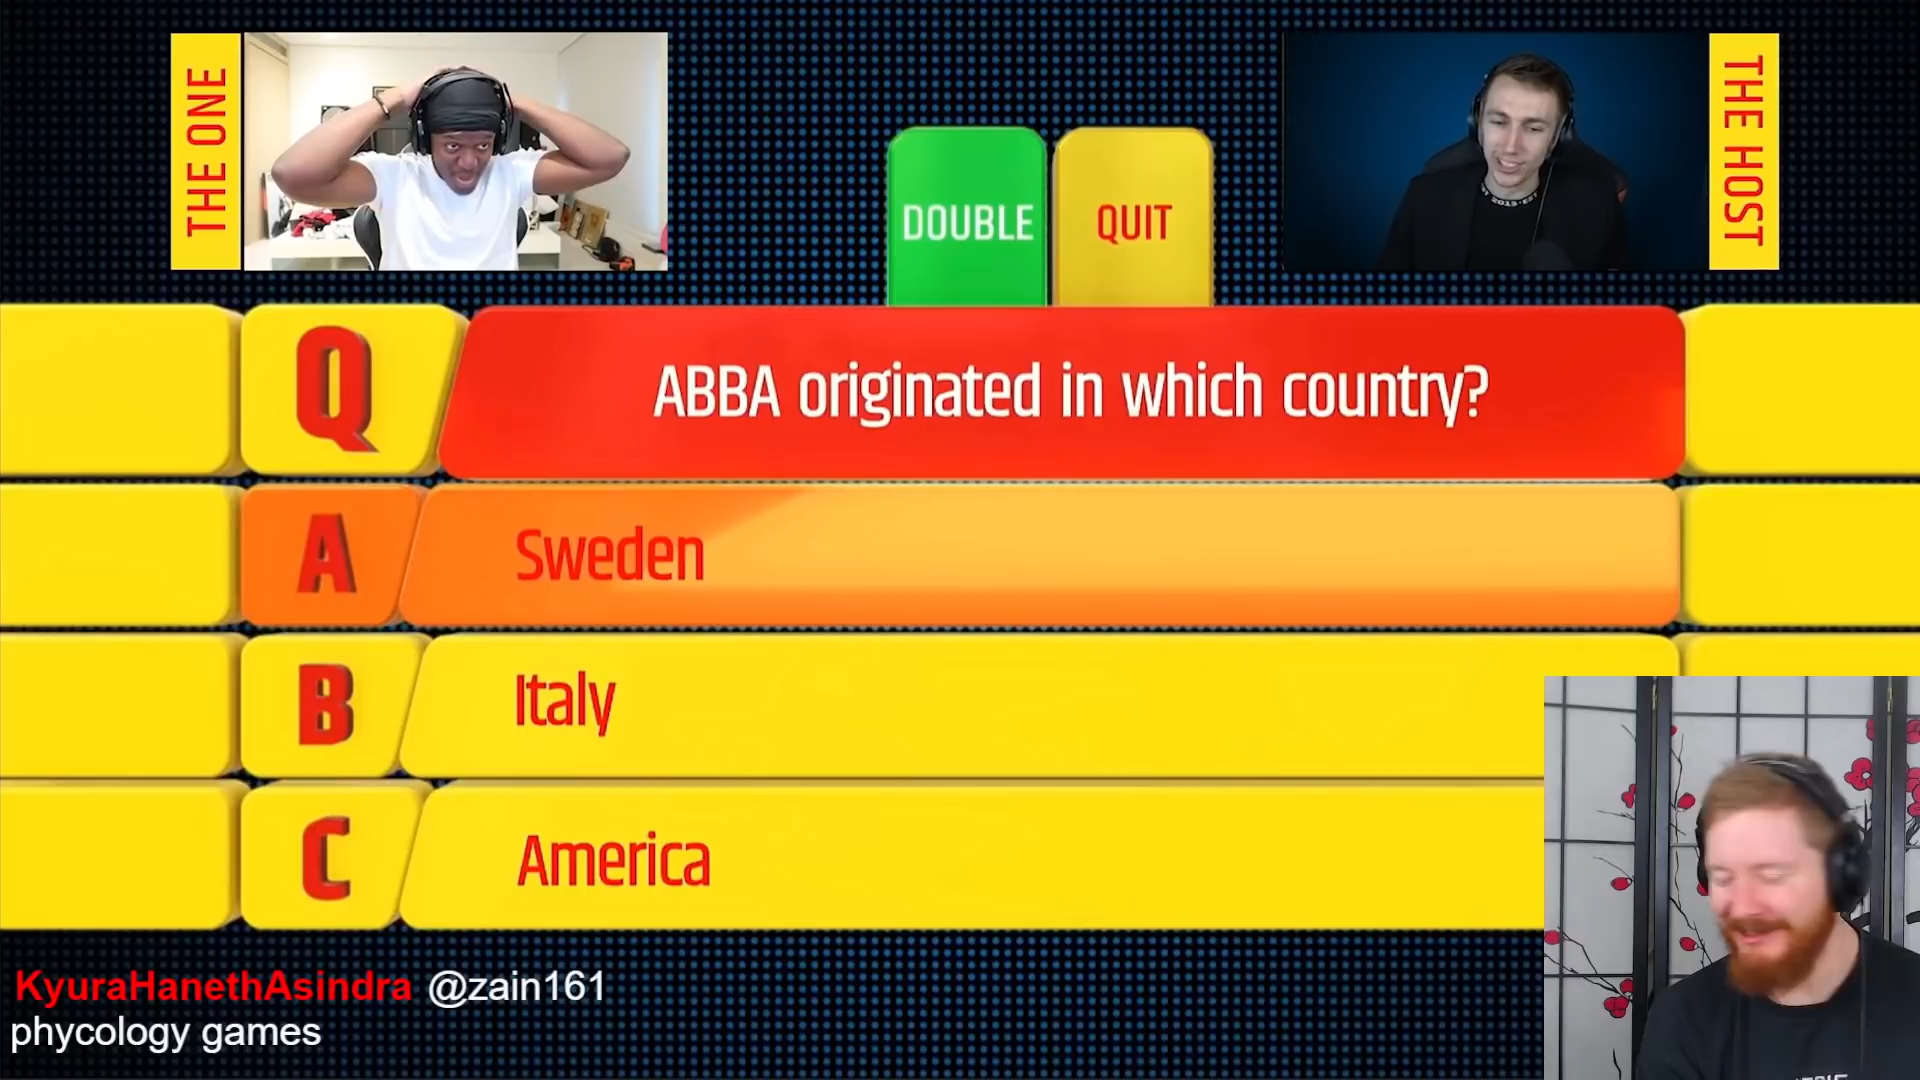 THE ONE
THE HOST
DOUBLE
QUIT
Q
ABBA originated in which country?
A
Sweden
B
Italy
C
America
KyuraHanethAsindra @zain161
phycology games